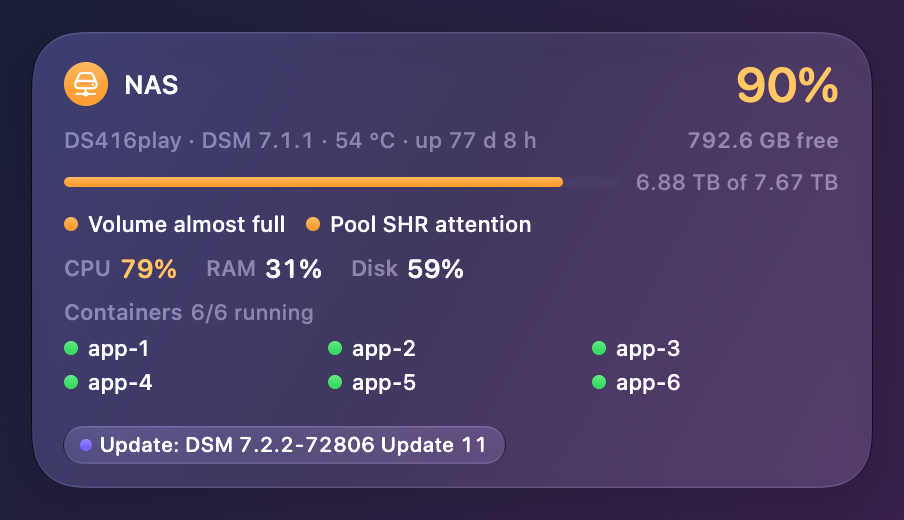 NAS 90%
DS416play · DSM 7.1.1 · 54 °C · up 77 d 8 h 792.6 GB free
6.88 TB of 7.67 TB
Volume almost full Pool SHR attention
CPU 79% RAM 31% Disk 59%
Containers 6/6 running
app-1 app-2 app-3
app-4 app-5 app-6
Update: DSM 7.2.2-72806 Update 11